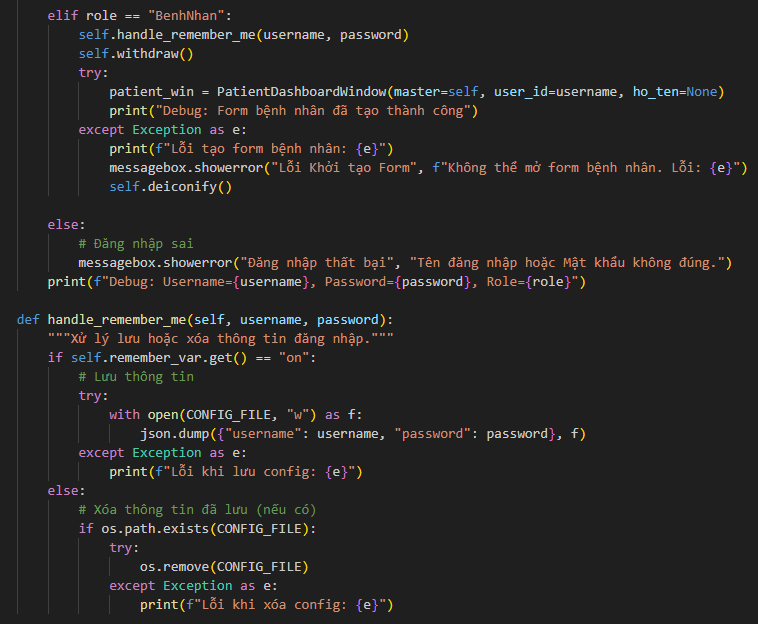 elif role == "BenhNhan":
self.handle_remember_me(username, password)
self.withdraw()
try:
patient_win = PatientDashboardWindow(master=self, user_id=username, ho_ten=None)
print("Debug: Form bệnh nhân đã tạo thành công")
except Exception as e:
print(f"Lỗi tạo form bệnh nhân: {e}")
messagebox.showerror("Lỗi Khởi tạo Form", f"Không thể mở form bệnh nhân. Lỗi: {e}")
self.deiconify()
else:
# Đăng nhập sai
messagebox.showerror("Đăng nhập thất bại", "Tên đăng nhập hoặc Mật khẩu không đúng.")
print(f"Debug: Username={username}, Password={password}, Role={role}")
def handle_remember_me(self, username, password):
"""Xử lý lưu hoặc xóa thông tin đăng nhập."""
if self.remember_var.get() == "on":
# Lưu thông tin
try:
with open(CONFIG_FILE, "w") as f:
json.dump({"username": username, "password": password}, f)
except Exception as e:
print(f"Lỗi khi lưu config: {e}")
else:
# Xóa thông tin đã lưu (nếu có)
if os.path.exists(CONFIG_FILE):
try:
os.remove(CONFIG_FILE)
except Exception as e:
print(f"Lỗi khi xóa config: {e}")